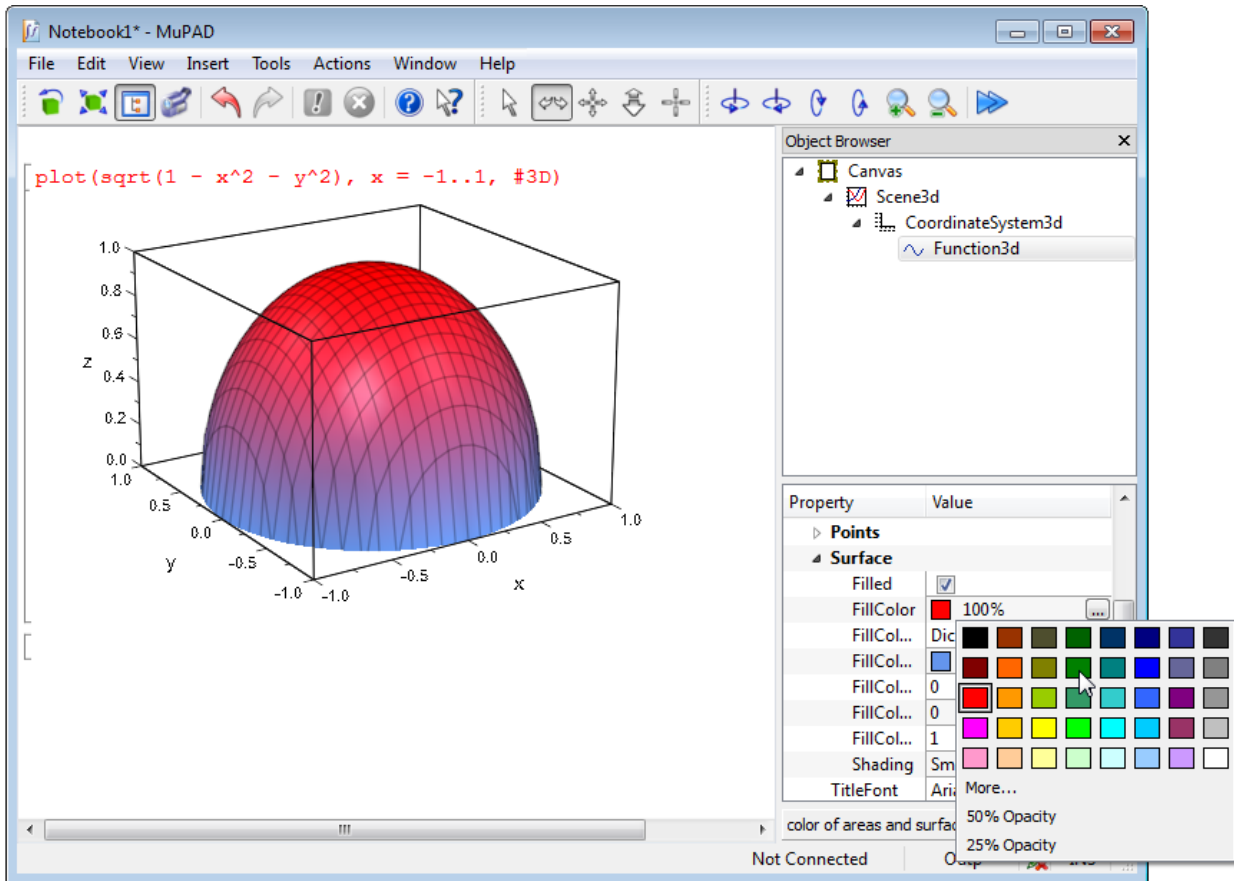 Notebook1* - MuPAD
File Edit View Insert Tools Actions Window Help
plot(sqrt(1 - x^2 - y^2), x = -1..1, #3D)
1.0
0.8
0.6
z
0.4
0.2
0.0
1.0
0.5
0.0
y
-0.5
-1.0
-1.0
-0.5
0.0
x
0.5
1.0
Object Browser
Canvas
Scene3d
CoordinateSystem3d
Function3d
Property Value
Points
Surface
Filled
FillColor 100% ...
FillCol... Dic
FillCol...
FillCol... 0
FillCol... 0
FillCol... 1
Shading Sm
TitleFont Aria
More...
50% Opacity
25% Opacity
color of areas and surfac
Not Connected